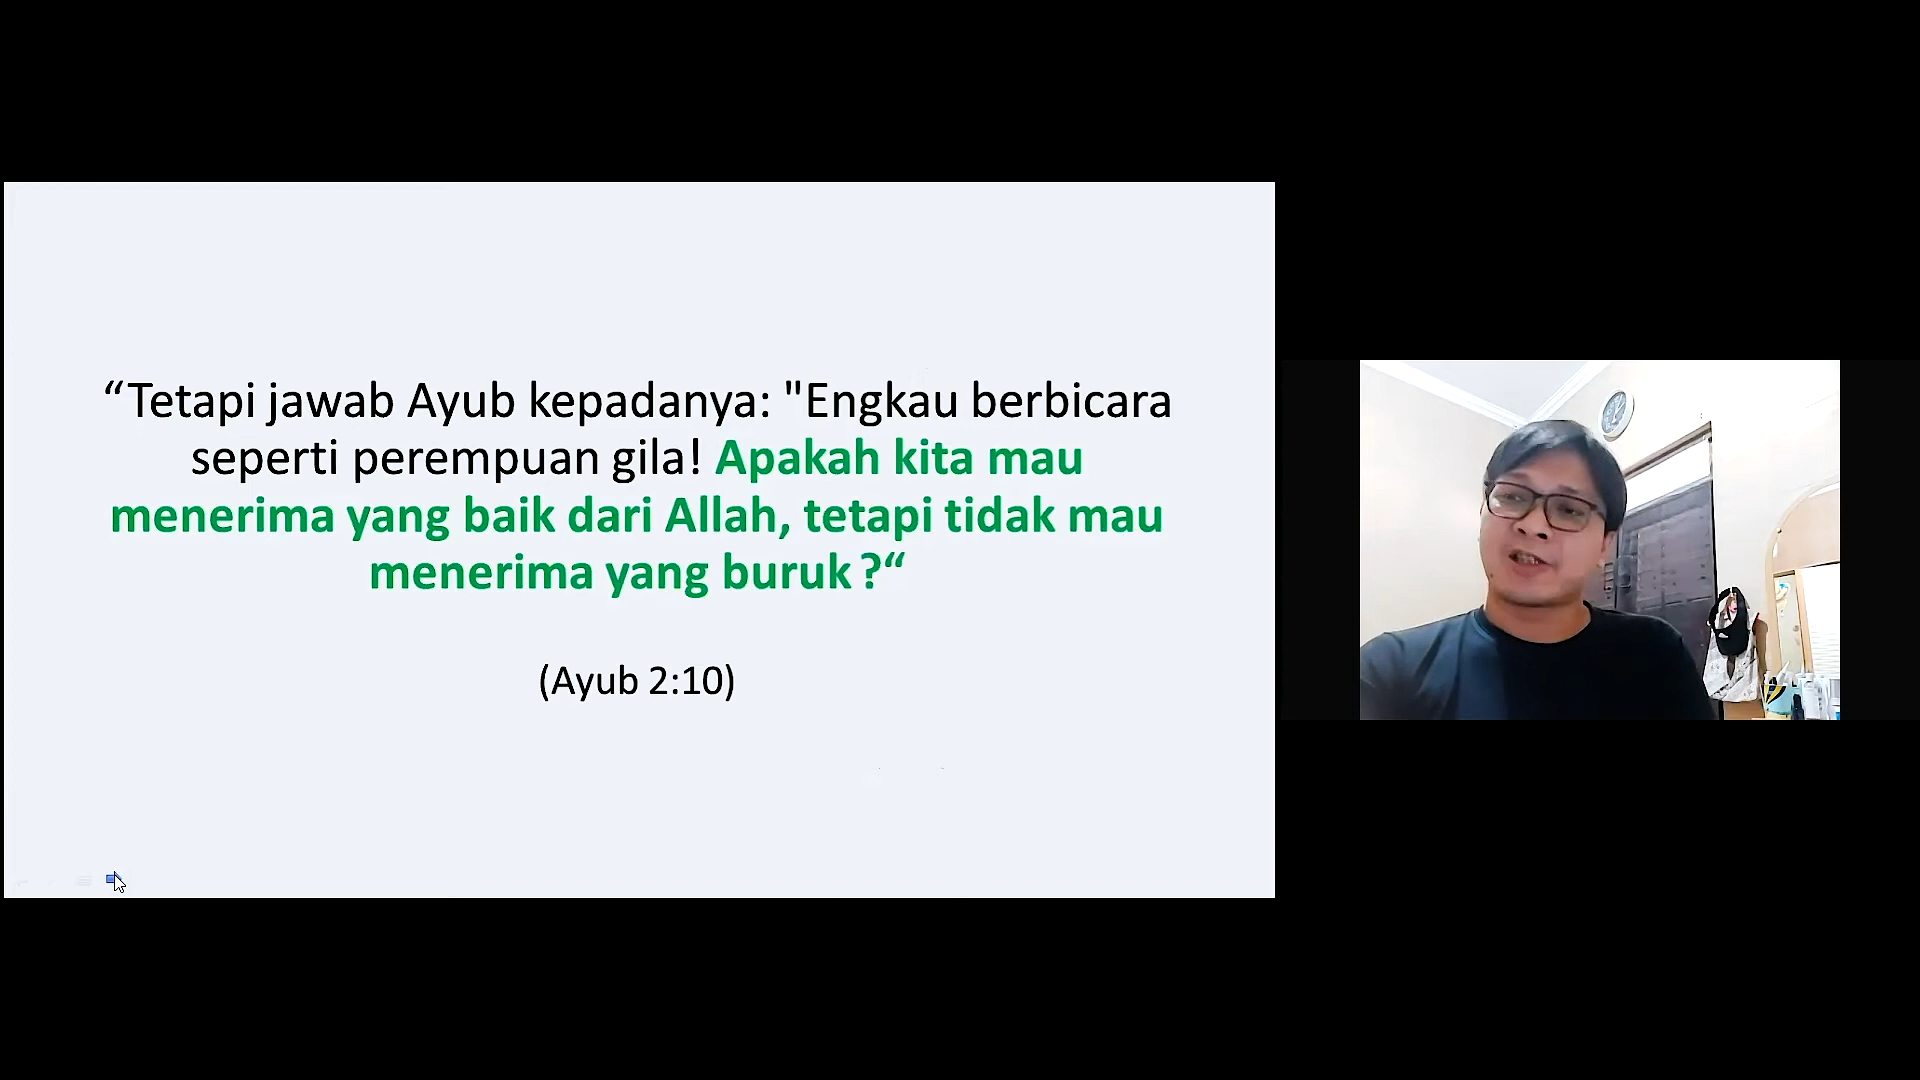 “Tetapi jawab Ayub kepadanya: "Engkau berbicara
seperti perempuan gila! Apakah kita mau
menerima yang baik dari Allah, tetapi tidak mau
menerima yang buruk ?“
(Ayub 2:10)